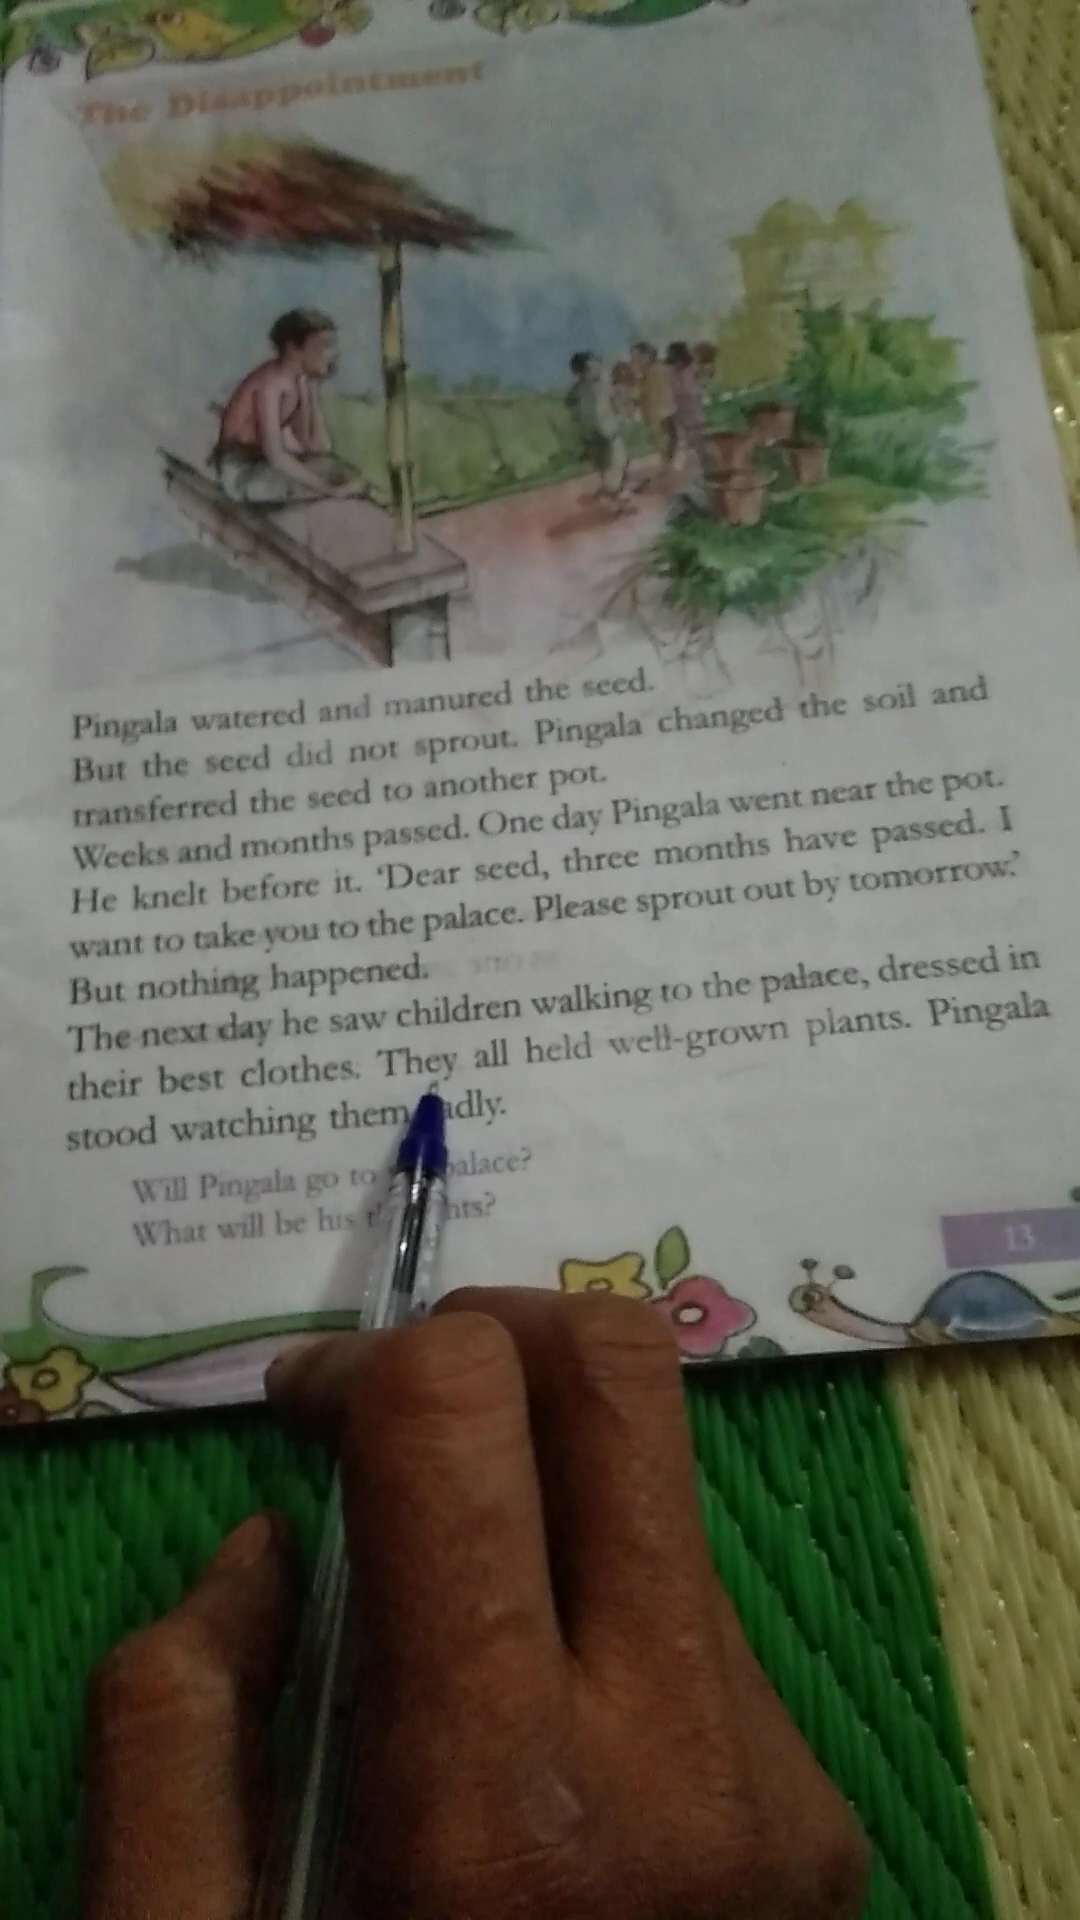 The Disappointment
Pingala watered and manured the seed.
But the seed did not sprout. Pingala changed the soil and
transferred the seed to another pot.
Weeks and months passed. One day Pingala went near the pot.
He knelt before it. ‘Dear seed, three months have passed. I
want to take you to the palace. Please sprout out by tomorrow.’
But nothing happened.
The next day he saw children walking to the palace, dressed in
their best clothes. They all held well-grown plants. Pingala
stood watching them adly.
Will Pingala go to palace?
What will be his t hts?
13